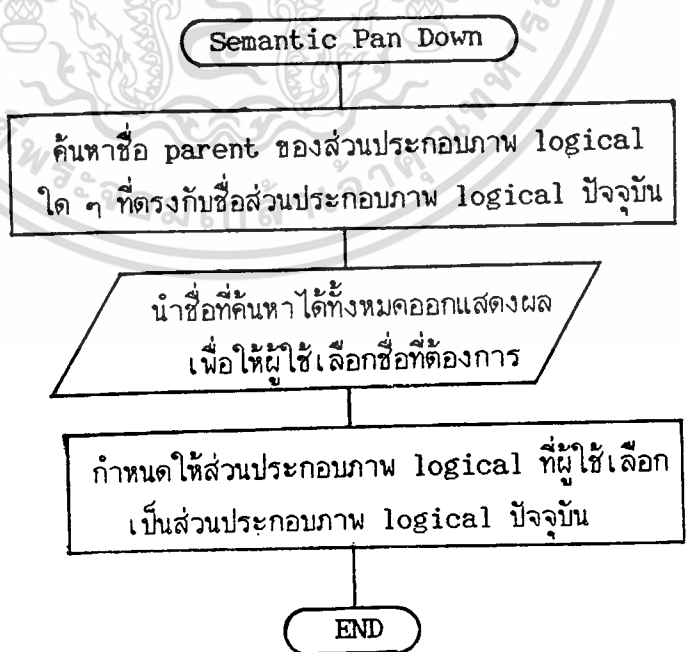 Semantic Pan Down
ค้นหาชื่อ parent ของส่วนประกอบภาพ logical
ใด ๆ ที่ตรงกับชื่อส่วนประกอบภาพ logical ปัจจุบัน
นำชื่อที่ค้นหาได้ทั้งหมดออกแสดงผล
เพื่อให้ผู้ใช้เลือกชื่อที่ต้องการ
กำหนดให้ส่วนประกอบภาพ logical ที่ผู้ใช้เลือก
เป็นส่วนประกอบภาพ logical ปัจจุบัน
END